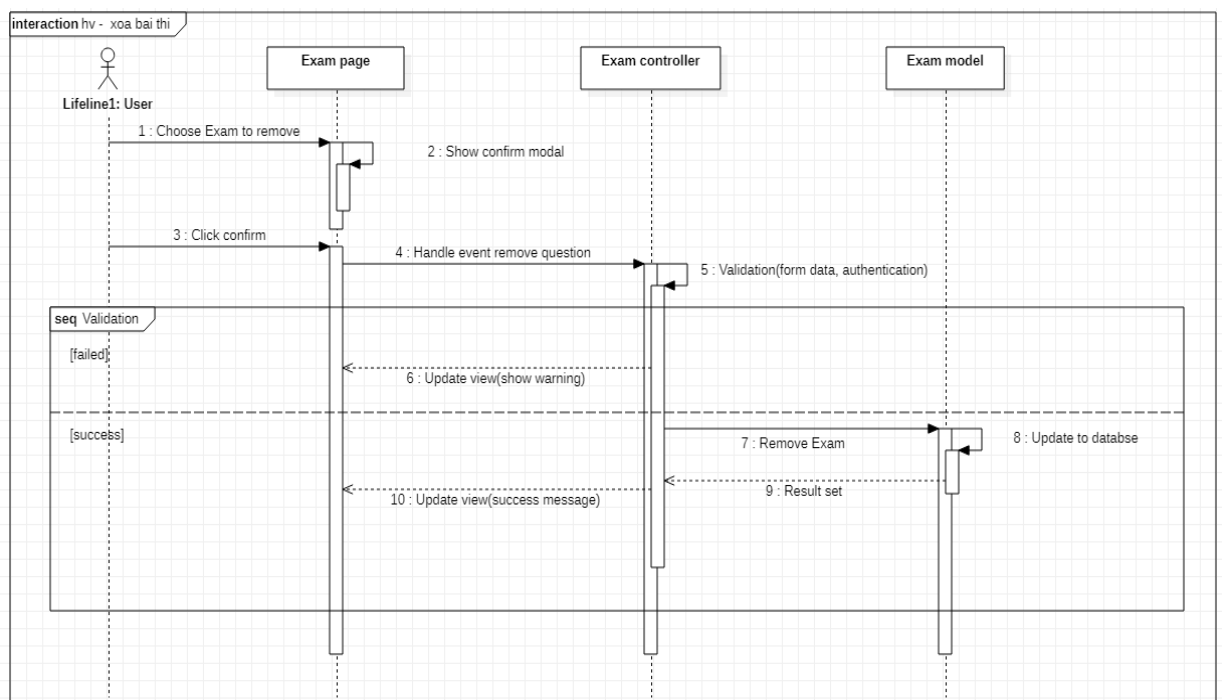 interaction hv - xoa bai thi
Exam page
Exam controller
Exam model
Lifeline1: User
1 : Choose Exam to remove
2 : Show confirm modal
3 : Click confirm
4 : Handle event remove question
5 : Validation(form data, authentication)
seq Validation
[failed]
6 : Update view(show warning)
[success]
7 : Remove Exam
8 : Update to databse
9 : Result set
10 : Update view(success message)